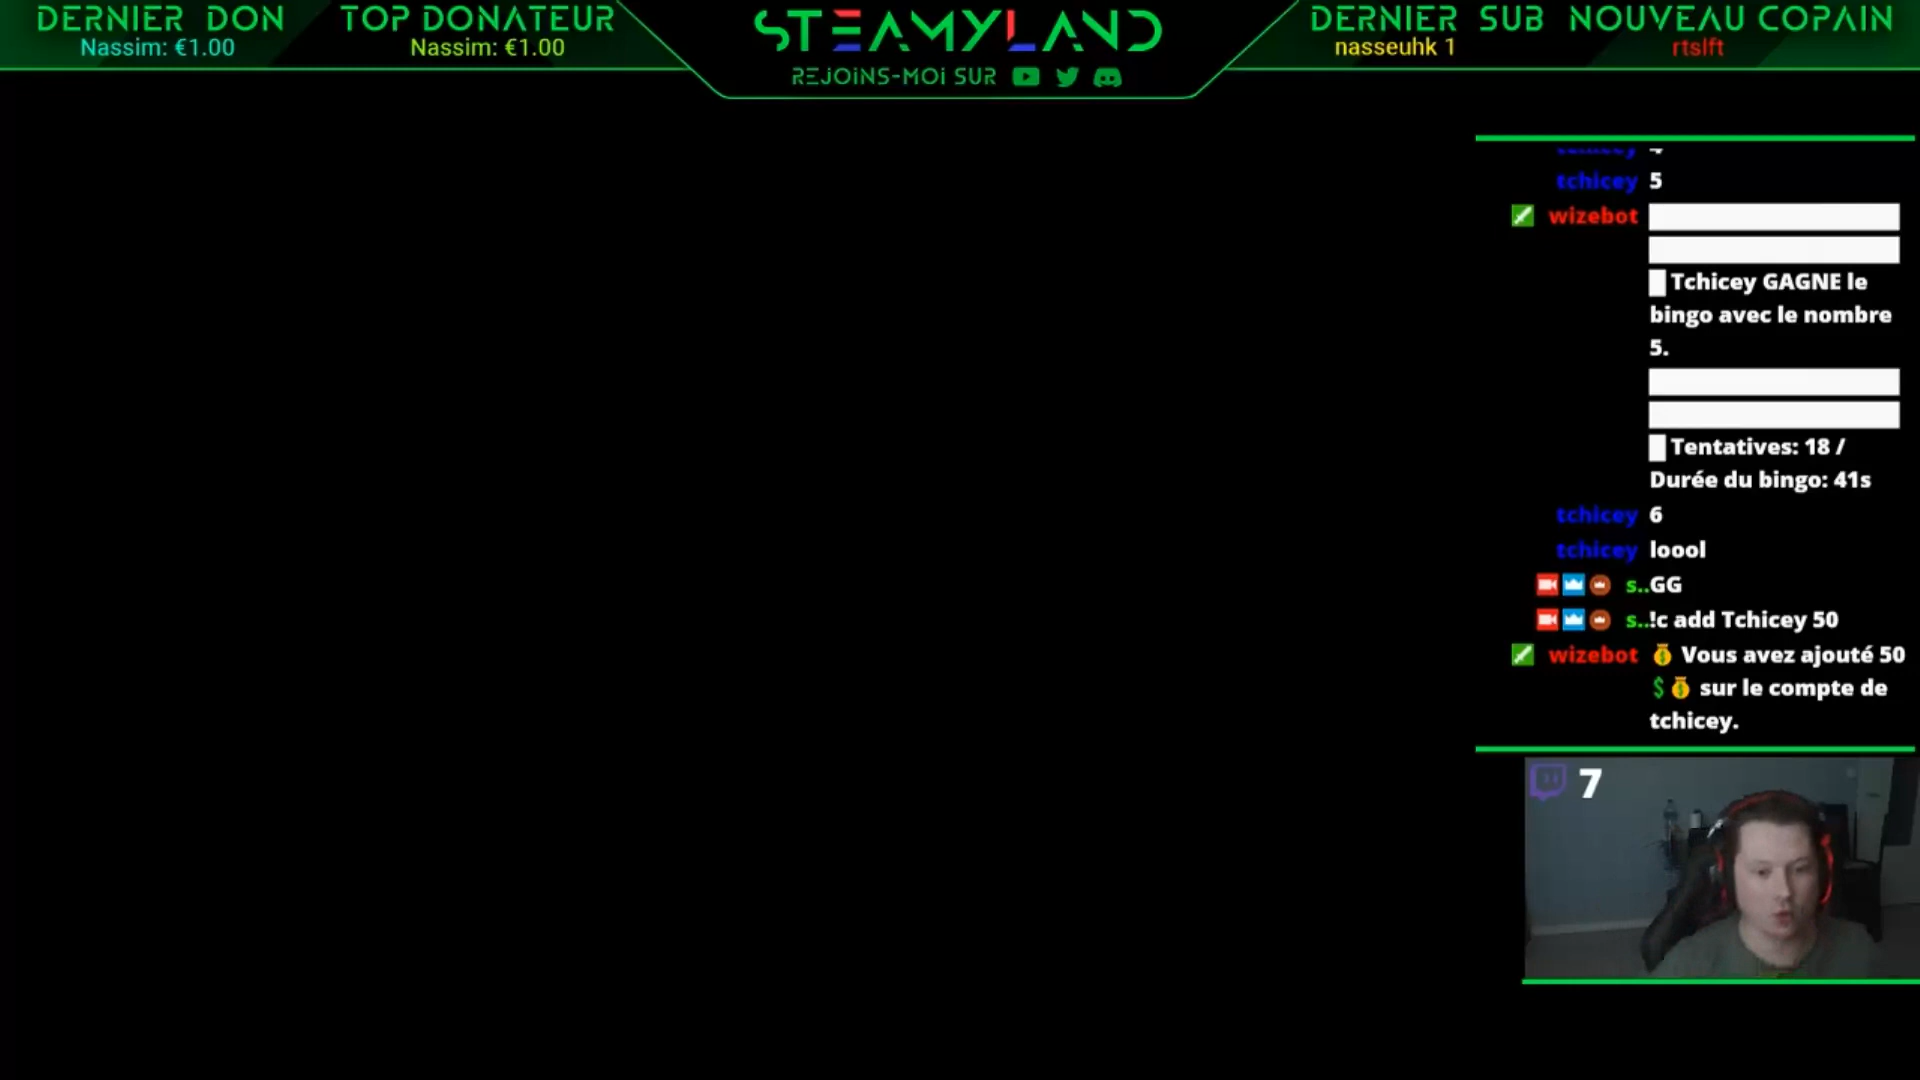 DERNIER DON
Nassim: €1.00
TOP DONATEUR
Nassim: €1.00
STEAMYLAND
REJOiNS-MOi SUR
DERNIER SUB
nasseuhk 1
NOUVEAU COPAIN
rtslft
tchicey 4
tchicey 5
wizebot
Tchicey GAGNE le
bingo avec le nombre
5.
Tentatives: 18 /
Durée du bingo: 41s
tchicey 6
tchicey loool
s..GG
s..!c add Tchicey 50
wizebot 💰 Vous avez ajouté 50
$💰 sur le compte de
tchicey.
7